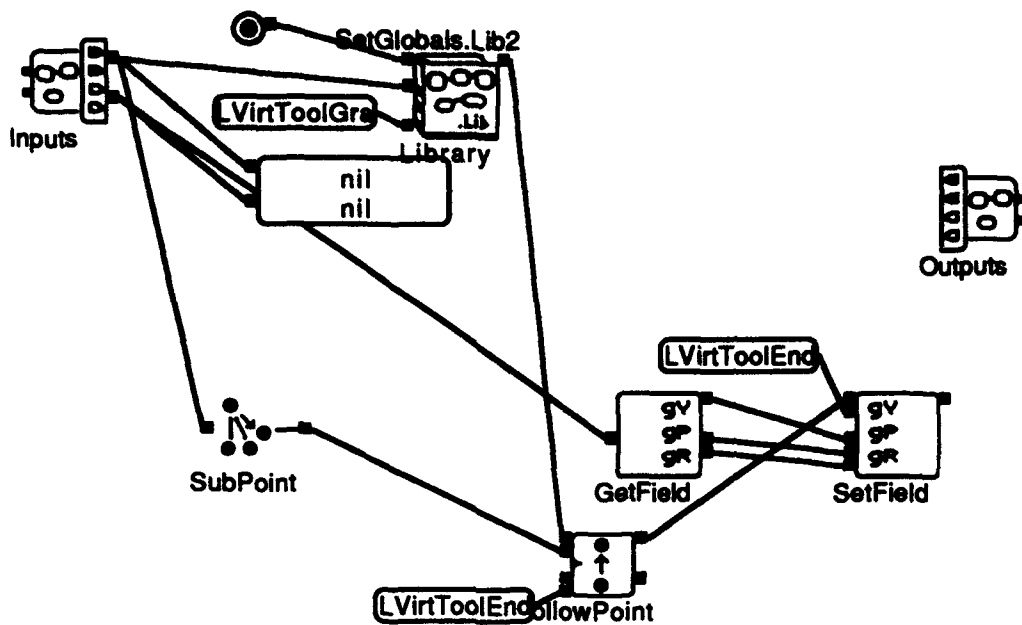 SetGlobals.Lib2
Inputs
LVirtToolGra
.Lil
Library
nil
nil
Outputs
LVirtToolEnd
gV
gP
gR
gV
gP
gR
GetField
SetField
SubPoint
LVirtToolEnd
ollowPoint